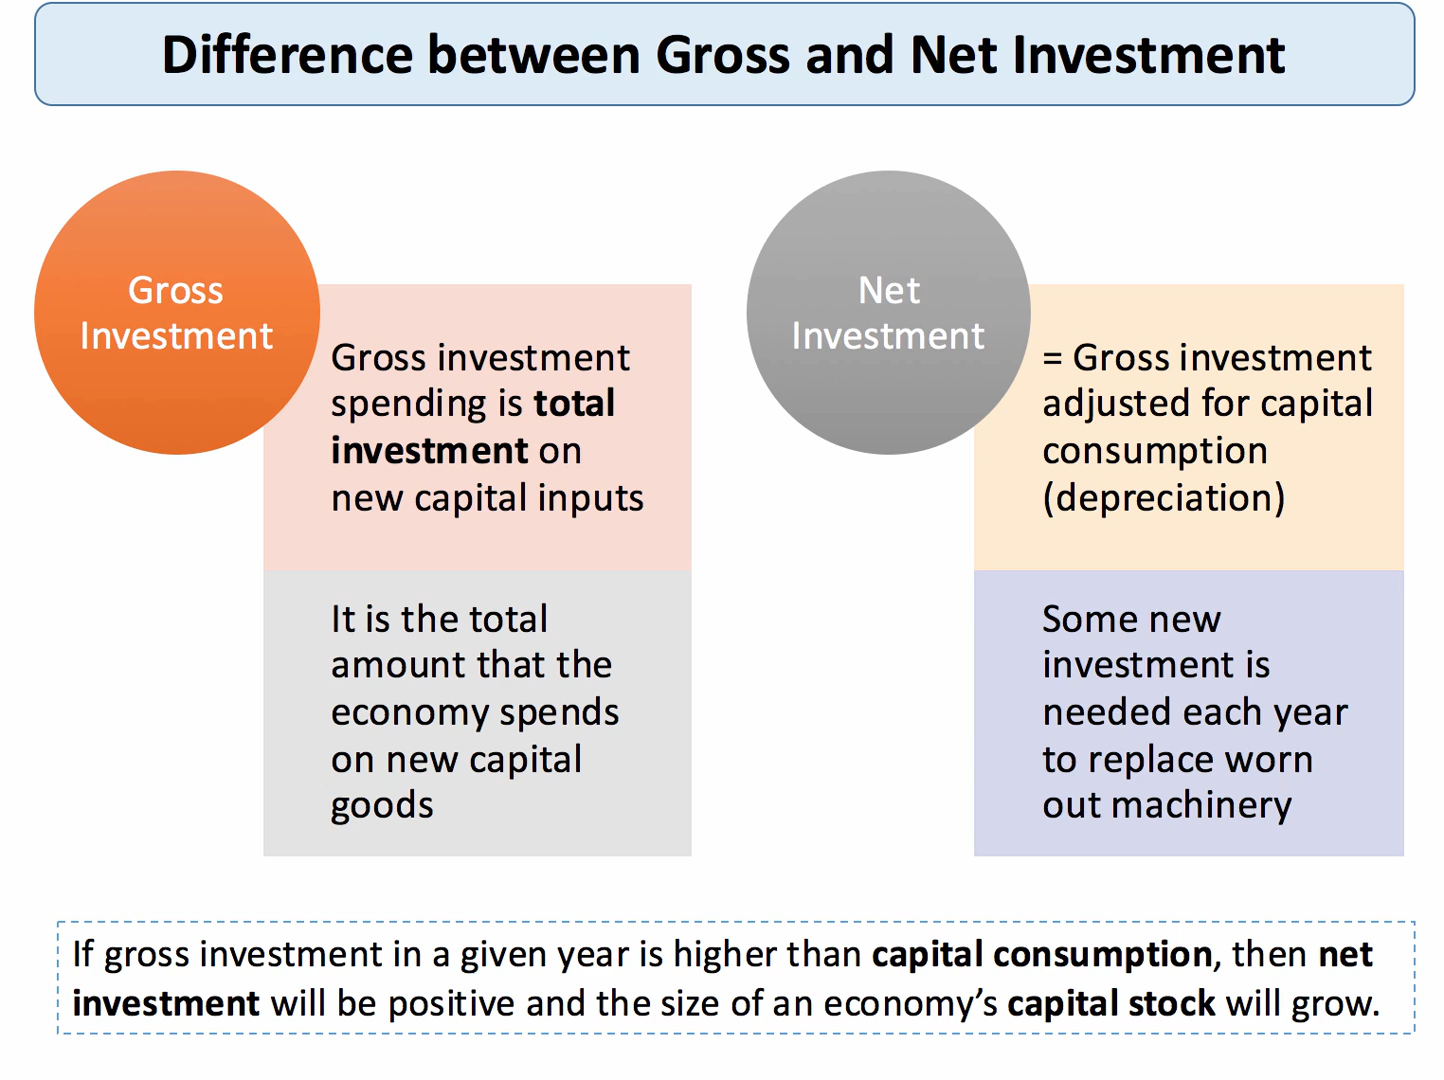 Difference between Gross and Net Investment
Gross
Investment
Gross investment
spending is total
investment on
new capital inputs
It is the total
amount that the
economy spends
on new capital
goods
Net
Investment
= Gross investment
adjusted for capital
consumption
(depreciation)
Some new
investment is
needed each year
to replace worn
out machinery
If gross investment in a given year is higher than capital consumption, then net
investment will be positive and the size of an economy’s capital stock will grow.